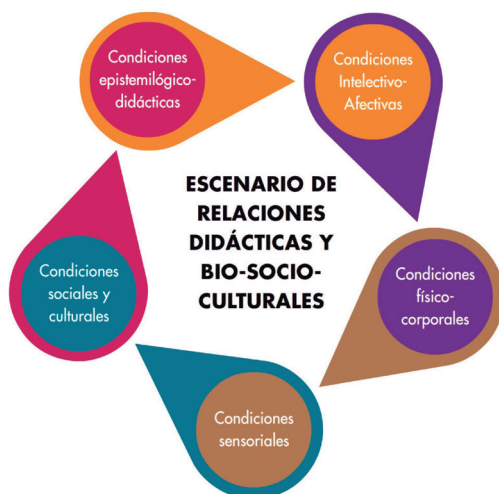 Condiciones
epistemilógico-
didácticas
Condiciones
Intelectivo-
Afectivas
ESCENARIO DE
RELACIONES
DIDÁCTICAS Y
BIO-SOCIO-
CULTURALES
Condiciones
sociales y
culturales
Condiciones
físico-
corporales
Condiciones
sensoriales